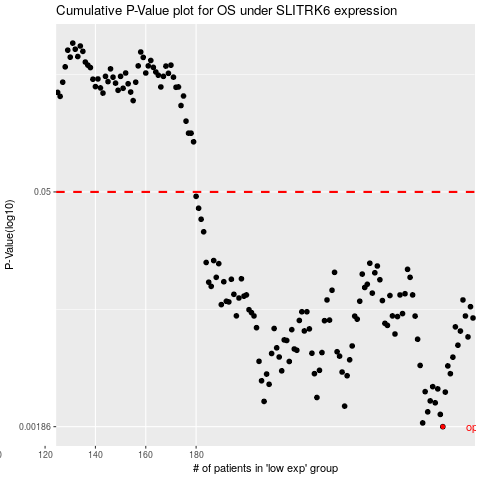 Cumulative P-Value plot for OS under SLITRK6 expression
P-Value(log10)
0.05
0.00186
op
0 120 140 160 180
# of patients in 'low exp' group